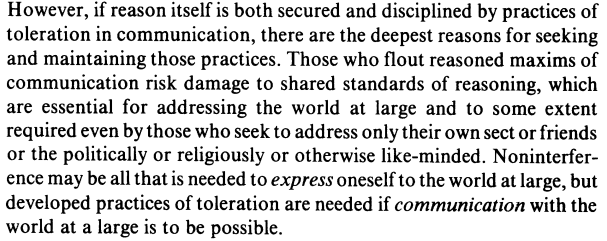 However, if reason itself is both secured and disciplined by practices of
toleration in communication, there are the deepest reasons for seeking
and maintaining those practices. Those who flout reasoned maxims of
communication risk damage to shared standards of reasoning, which
are essential for addressing the world at large and to some extent
required even by those who seek to address only their own sect or friends
or the politically or religiously or otherwise like-minded. Noninterfer-
ence may be all that is needed to express oneself to the world at large, but
developed practices of toleration are needed if communication with the
world at a large is to be possible.